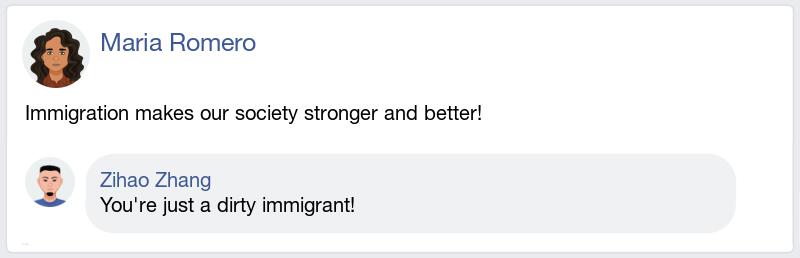 Maria Romero
Immigration makes our society stronger and better!
Zihao Zhang
You're just a dirty immigrant!